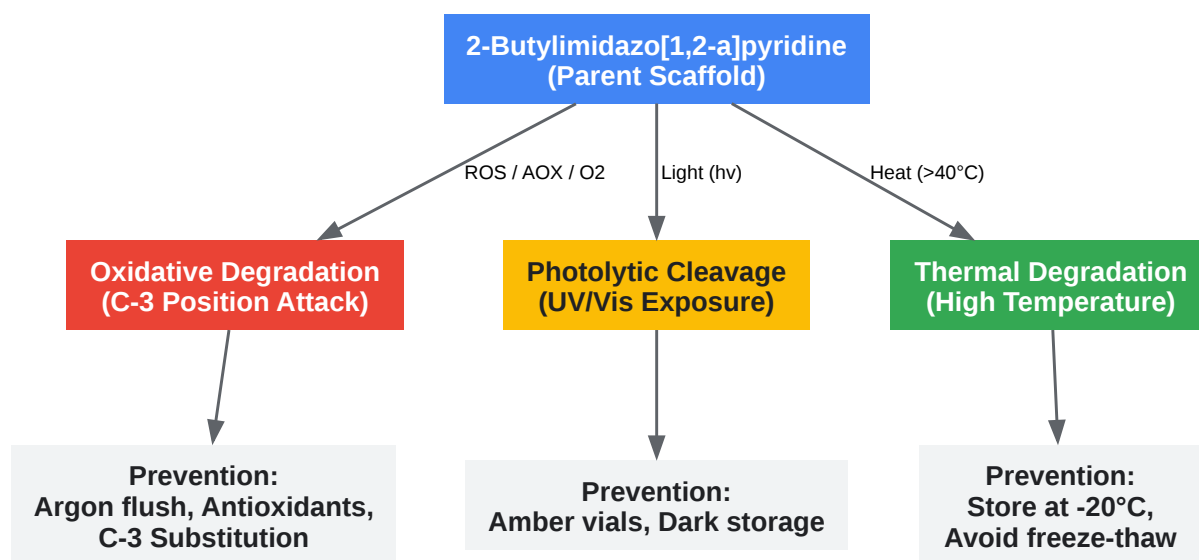 2-Butylimidazo[1,2-a]pyridine
(Parent Scaffold)
ROS / AOX / O2
Light (hv)
Heat (>40°C)
Oxidative Degradation
(C-3 Position Attack)
Photolytic Cleavage
(UV/Vis Exposure)
Thermal Degradation
(High Temperature)
Prevention:
Argon flush, Antioxidants,
C-3 Substitution
Prevention:
Amber vials, Dark storage
Prevention:
Store at -20°C,
Avoid freeze-thaw